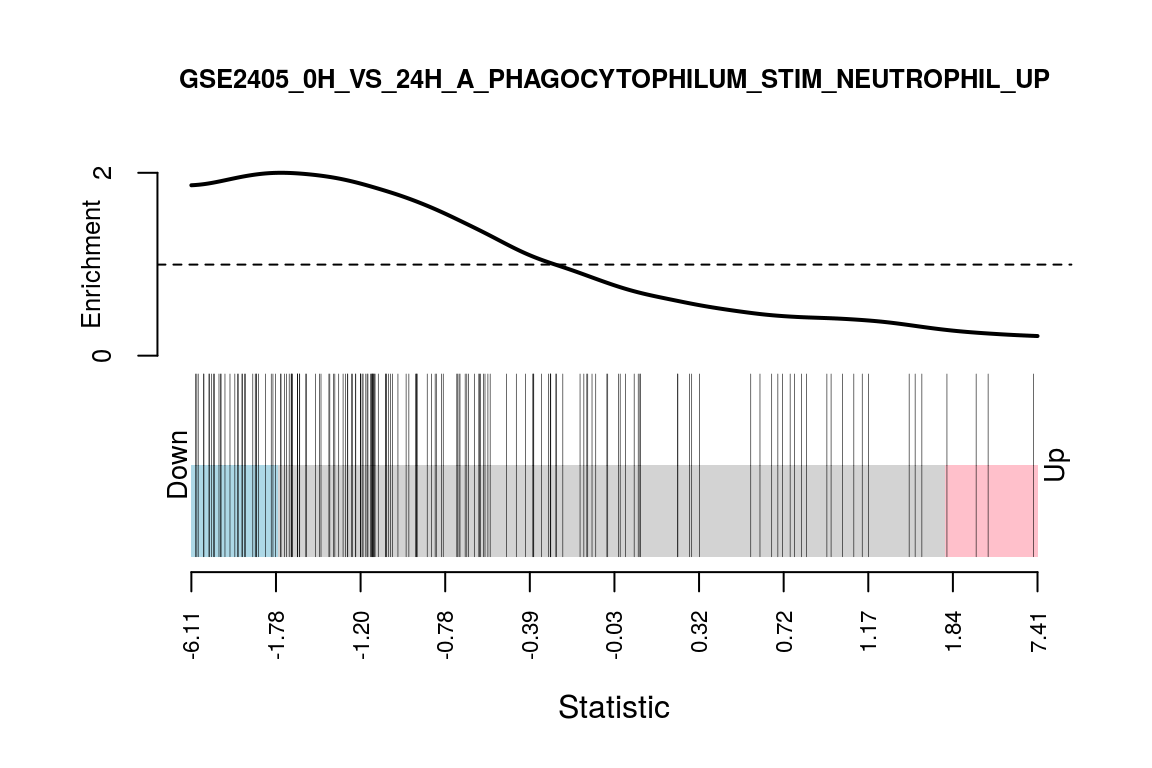 GSE2405_0H_VS_24H_A_PHAGOCYTOPHILUM_STIM_NEUTROPHIL_UP
Enrichment
2
0
Down
Up
-6.11 -1.78 -1.20 -0.78 -0.39 -0.03 0.32 0.72 1.17 1.84 7.41
Statistic